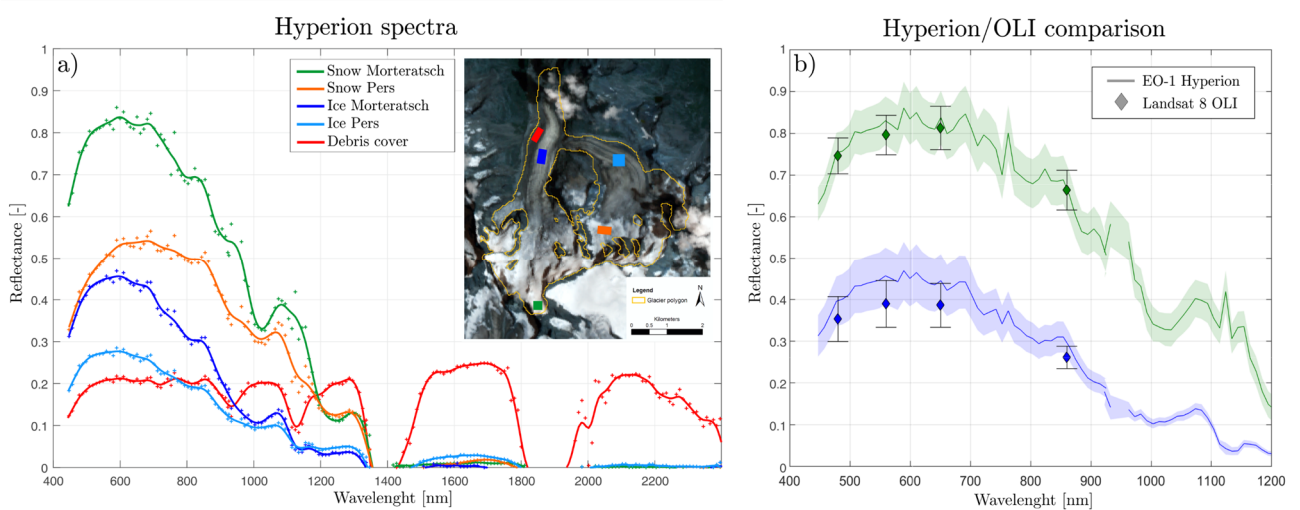 Hyperion spectra
a)
Snow Morteratsch
Snow Pers
Ice Morteratsch
Ice Pers
Debris cover
Legend
Glacier polygon
N
Kilometers
0 0.5 1 2
Reflectance [-]
1
0.9
0.8
0.7
0.6
0.5
0.4
0.3
0.2
0.1
0
400 600 800 1000 1200 1400 1600 1800 2000 2200
Wavelenght [nm]
Hyperion/OLI comparison
b)
EO-1 Hyperion
Landsat 8 OLI
Reflectance [-]
1
0.9
0.8
0.7
0.6
0.5
0.4
0.3
0.2
0.1
0
400 500 600 700 800 900 1000 1100 1200
Wavelenght [nm]